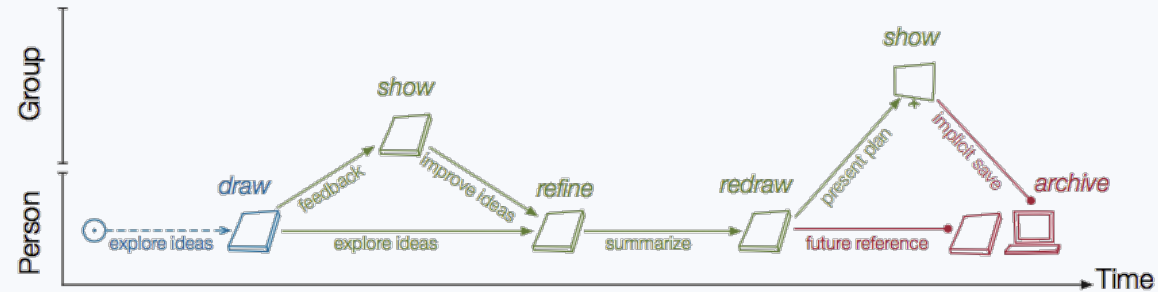 Group
Person
show
show
draw
feedback
improve ideas
refine
redraw
present plan
implicit save
archive
explore ideas
explore ideas
summarize
future reference
Time